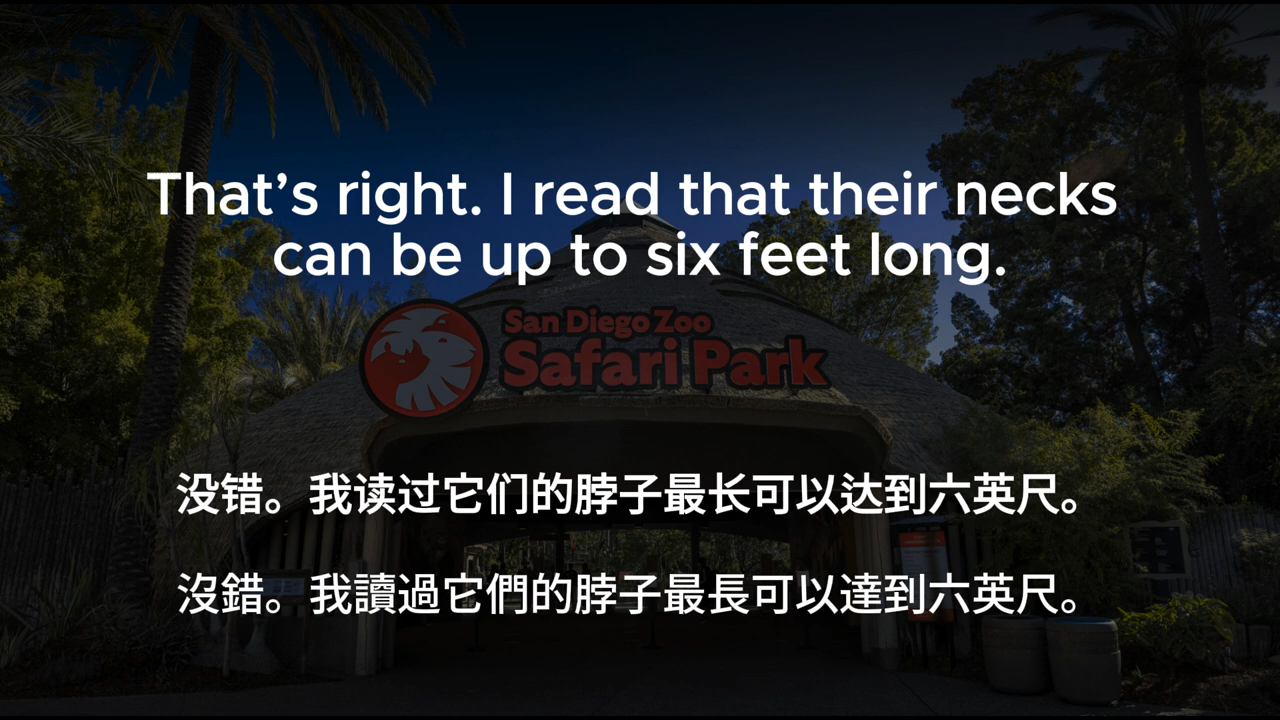 That’s right. I read that their necks
can be up to six feet long.
San Diego Zoo
Safari Park
没错。我读过它们的脖子最长可以达到六英尺。
沒錯。我讀過它們的脖子最長可以達到六英尺。